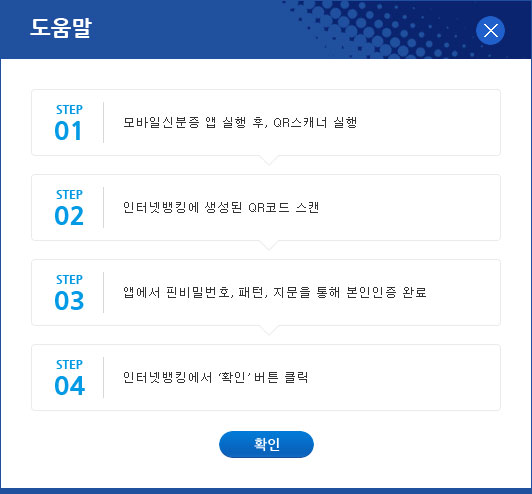 도움말
STEP
01
모바일신분증 앱 실행 후, QR스캐너 실행
STEP
02
인터넷뱅킹에 생성된 QR코드 스캔
STEP
03
앱에서 핀비밀번호, 패턴, 지문을 통해 본인인증 완료
STEP
04
인터넷뱅킹에서 ‘확인’ 버튼 클릭
확인